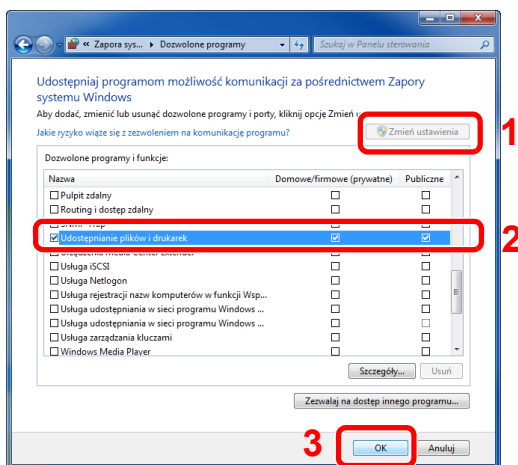 « Zapora sys... ▸ Dozwolone programy
Szukaj w Panelu sterowania
Udostępniaj programom możliwość komunikacji za pośrednictwem Zapory
systemu Windows
Aby dodać, zmienić lub usunąć dozwolone programy i porty, kliknij opcję Zmień
Jakie ryzyko wiąże się z zezwoleniem na komunikację programu?
Zmień ustawienia
1
Dozwolone programy i funkcje:
Nazwa Domowe/firmowe (prywatne) Publiczne
Pulpit zdalny
Routing i dostęp zdalny
Udostępnianie plików i drukarek
2
Urządzenia Media Center Extender
Usługa iSCSI
Usługa Netlogon
Usługa rejestracji nazw komputerów w funkcji Wsp...
Usługa udostępniania w sieci programu Windows ...
Usługa udostępniania w sieci programu Windows ...
Usługa zarządzania kluczami
Windows Media Player
Szczegóły... Usuń
Zezwalaj na dostęp innego programu...
3
OK Anuluj